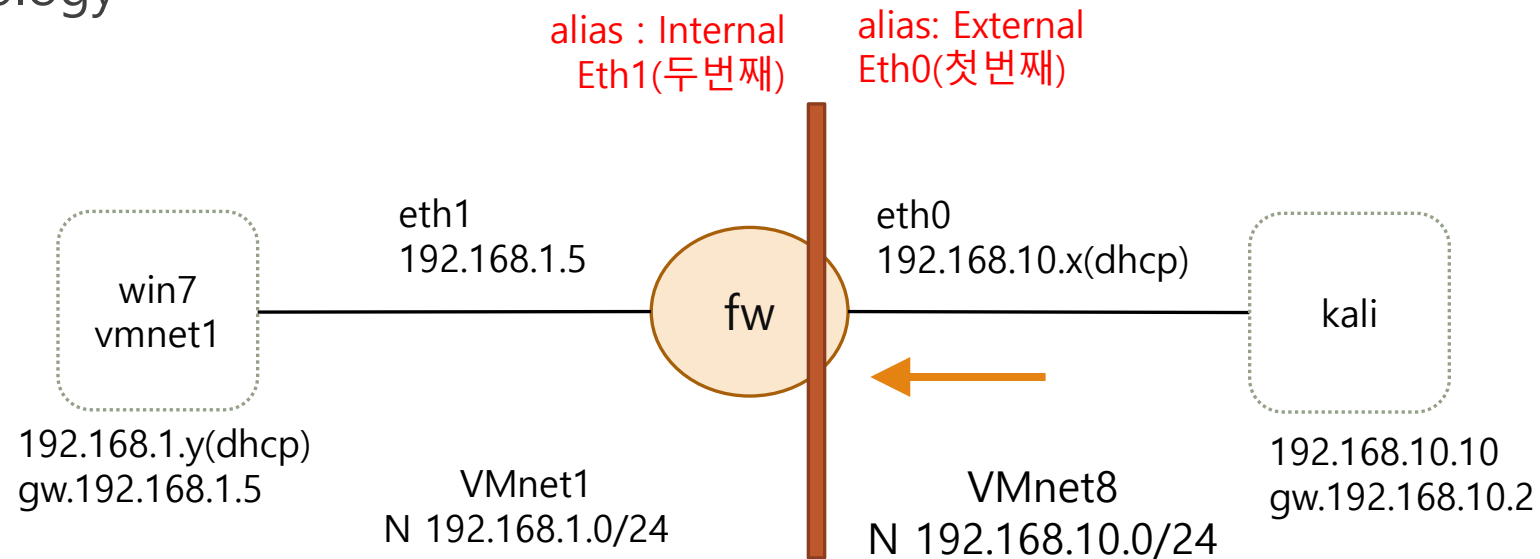 ology
alias : Internal
Eth1(두번째)
alias: External
Eth0(첫번째)
eth1
192.168.1.5
eth0
192.168.10.x(dhcp)
win7
vmnet1
fw
kali
192.168.1.y(dhcp)
gw.192.168.1.5
VMnet1
N 192.168.1.0/24
VMnet8
N 192.168.10.0/24
192.168.10.10
gw.192.168.10.2